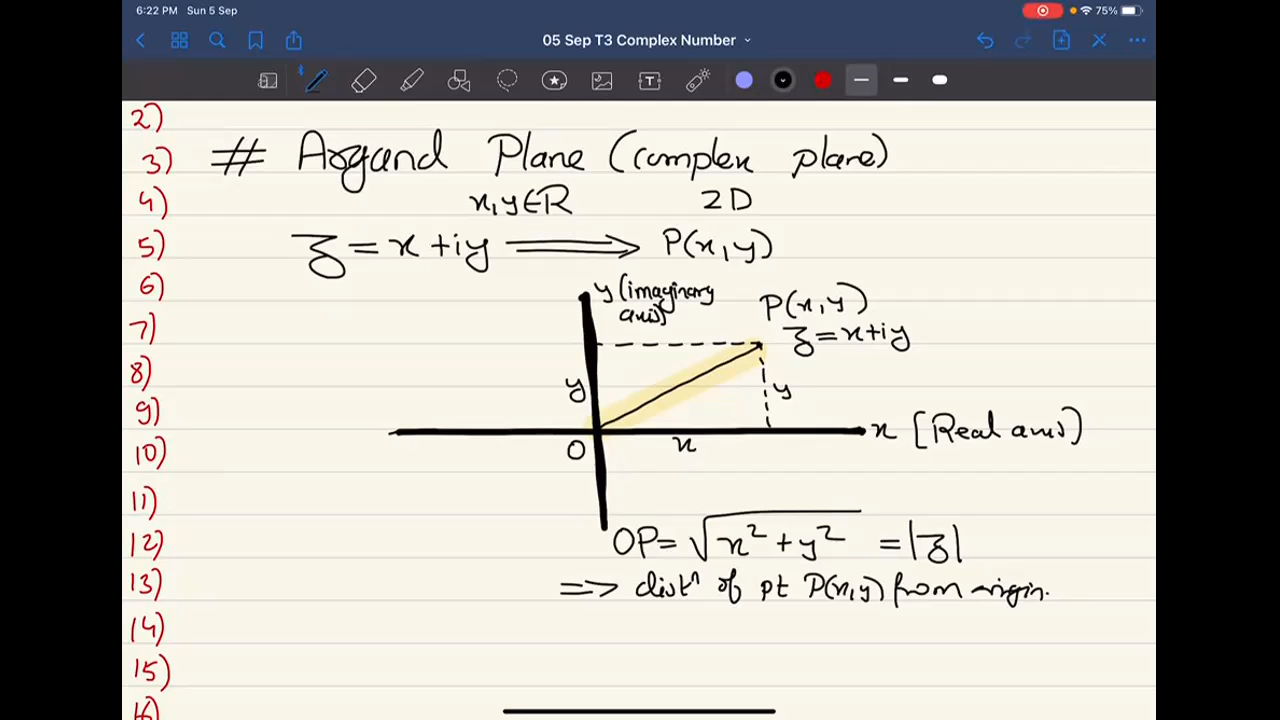 6:22 PM Sun 5 Sep
75%
05 Sep T3 Complex Number
2)
3) # Argand Plane (complex plane)
4) x,y∈R 2D
5) z = x + iy ⟹ P(x,y)
6) y (imaginary
axis)
P(x,y)
7) z = x+iy
8) y y
9) x [Real axis)
10) O x
11)
12) OP = √x² + y² = |z|
13) => distⁿ of pt P(x,y) from origin.
14)
15)
16)